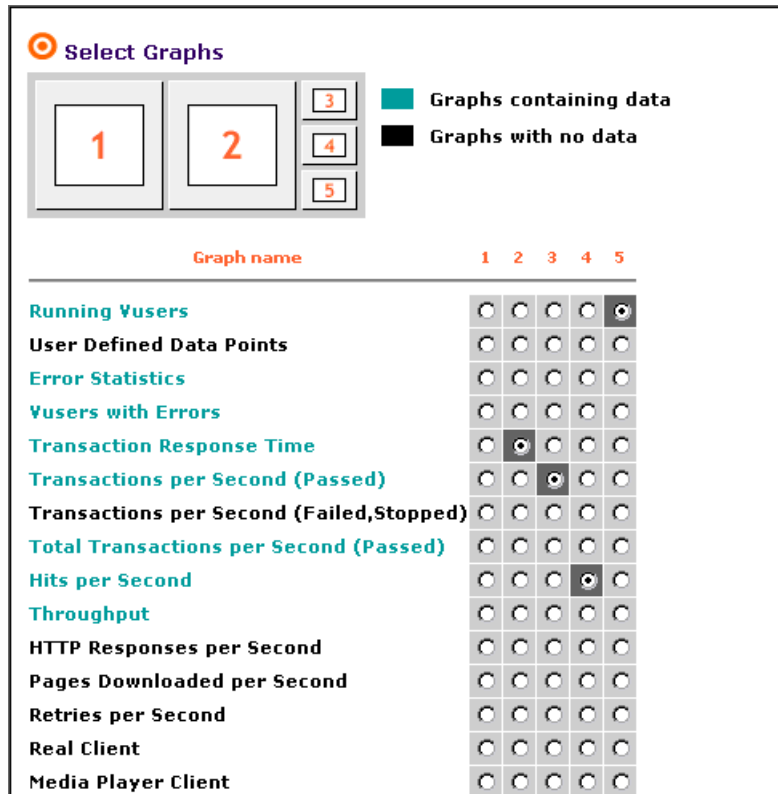 Select Graphs
1 2 3
4
5
Graphs containing data
Graphs with no data
Graph name 1 2 3 4 5
Running Vusers
User Defined Data Points
Error Statistics
Vusers with Errors
Transaction Response Time
Transactions per Second (Passed)
Transactions per Second (Failed,Stopped)
Total Transactions per Second (Passed)
Hits per Second
Throughput
HTTP Responses per Second
Pages Downloaded per Second
Retries per Second
Real Client
Media Player Client